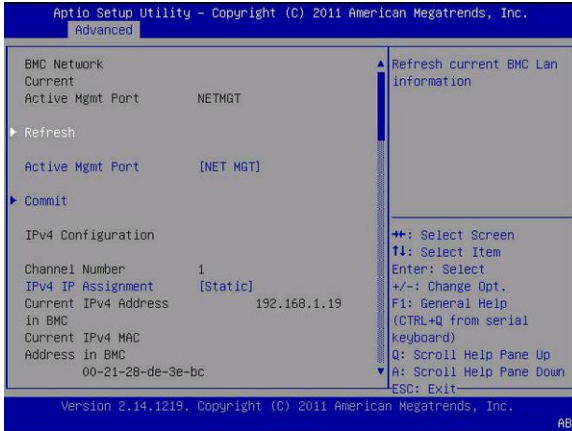 Aptio Setup Utility – Copyright (C) 2011 American Megatrends, Inc.
Advanced
BMC Network
Current
Active Mgmt Port NETMGT
Refresh
Active Mgmt Port [NET MGT]
Commit
IPv4 Configuration
Channel Number 1
IPv4 IP Assignment [Static]
Current IPv4 Address 192.168.1.19
in BMC
Current IPv4 MAC
Address in BMC
00-21-28-de-3e-bc
Refresh current BMC Lan
information
→←: Select Screen
↑↓: Select Item
Enter: Select
+/-: Change Opt.
F1: General Help
(CTRL+Q from serial
keyboard)
Q: Scroll Help Pane Up
A: Scroll Help Pane Down
ESC: Exit
Version 2.14.1219. Copyright (C) 2011 American Megatrends, Inc.
AB